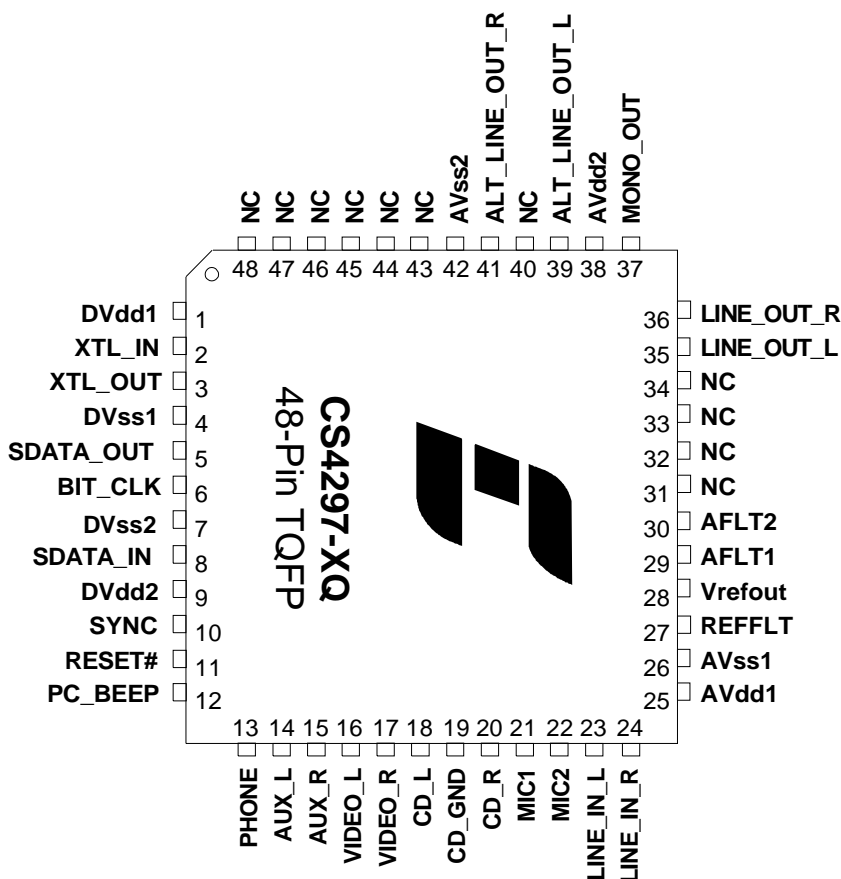 NC
NC
NC
NC
NC
NC
AVss2
ALT_LINE_OUT_R
NC
ALT_LINE_OUT_L
AVdd2
MONO_OUT
48 47 46 45 44 43 42 41 40 39 38 37
DVdd1 1
XTL_IN 2
XTL_OUT 3
DVss1 4
SDATA_OUT 5
BIT_CLK 6
DVss2 7
SDATA_IN 8
DVdd2 9
SYNC 10
RESET# 11
PC_BEEP 12
CS4297-XQ
48-Pin TQFP
36 LINE_OUT_R
35 LINE_OUT_L
34 NC
33 NC
32 NC
31 NC
30 AFLT2
29 AFLT1
28 Vrefout
27 REFFLT
26 AVss1
25 AVdd1
13 14 15 16 17 18 19 20 21 22 23 24
PHONE
AUX_L
AUX_R
VIDEO_L
VIDEO_R
CD_L
CD_GND
CD_R
MIC1
MIC2
LINE_IN_L
LINE_IN_R